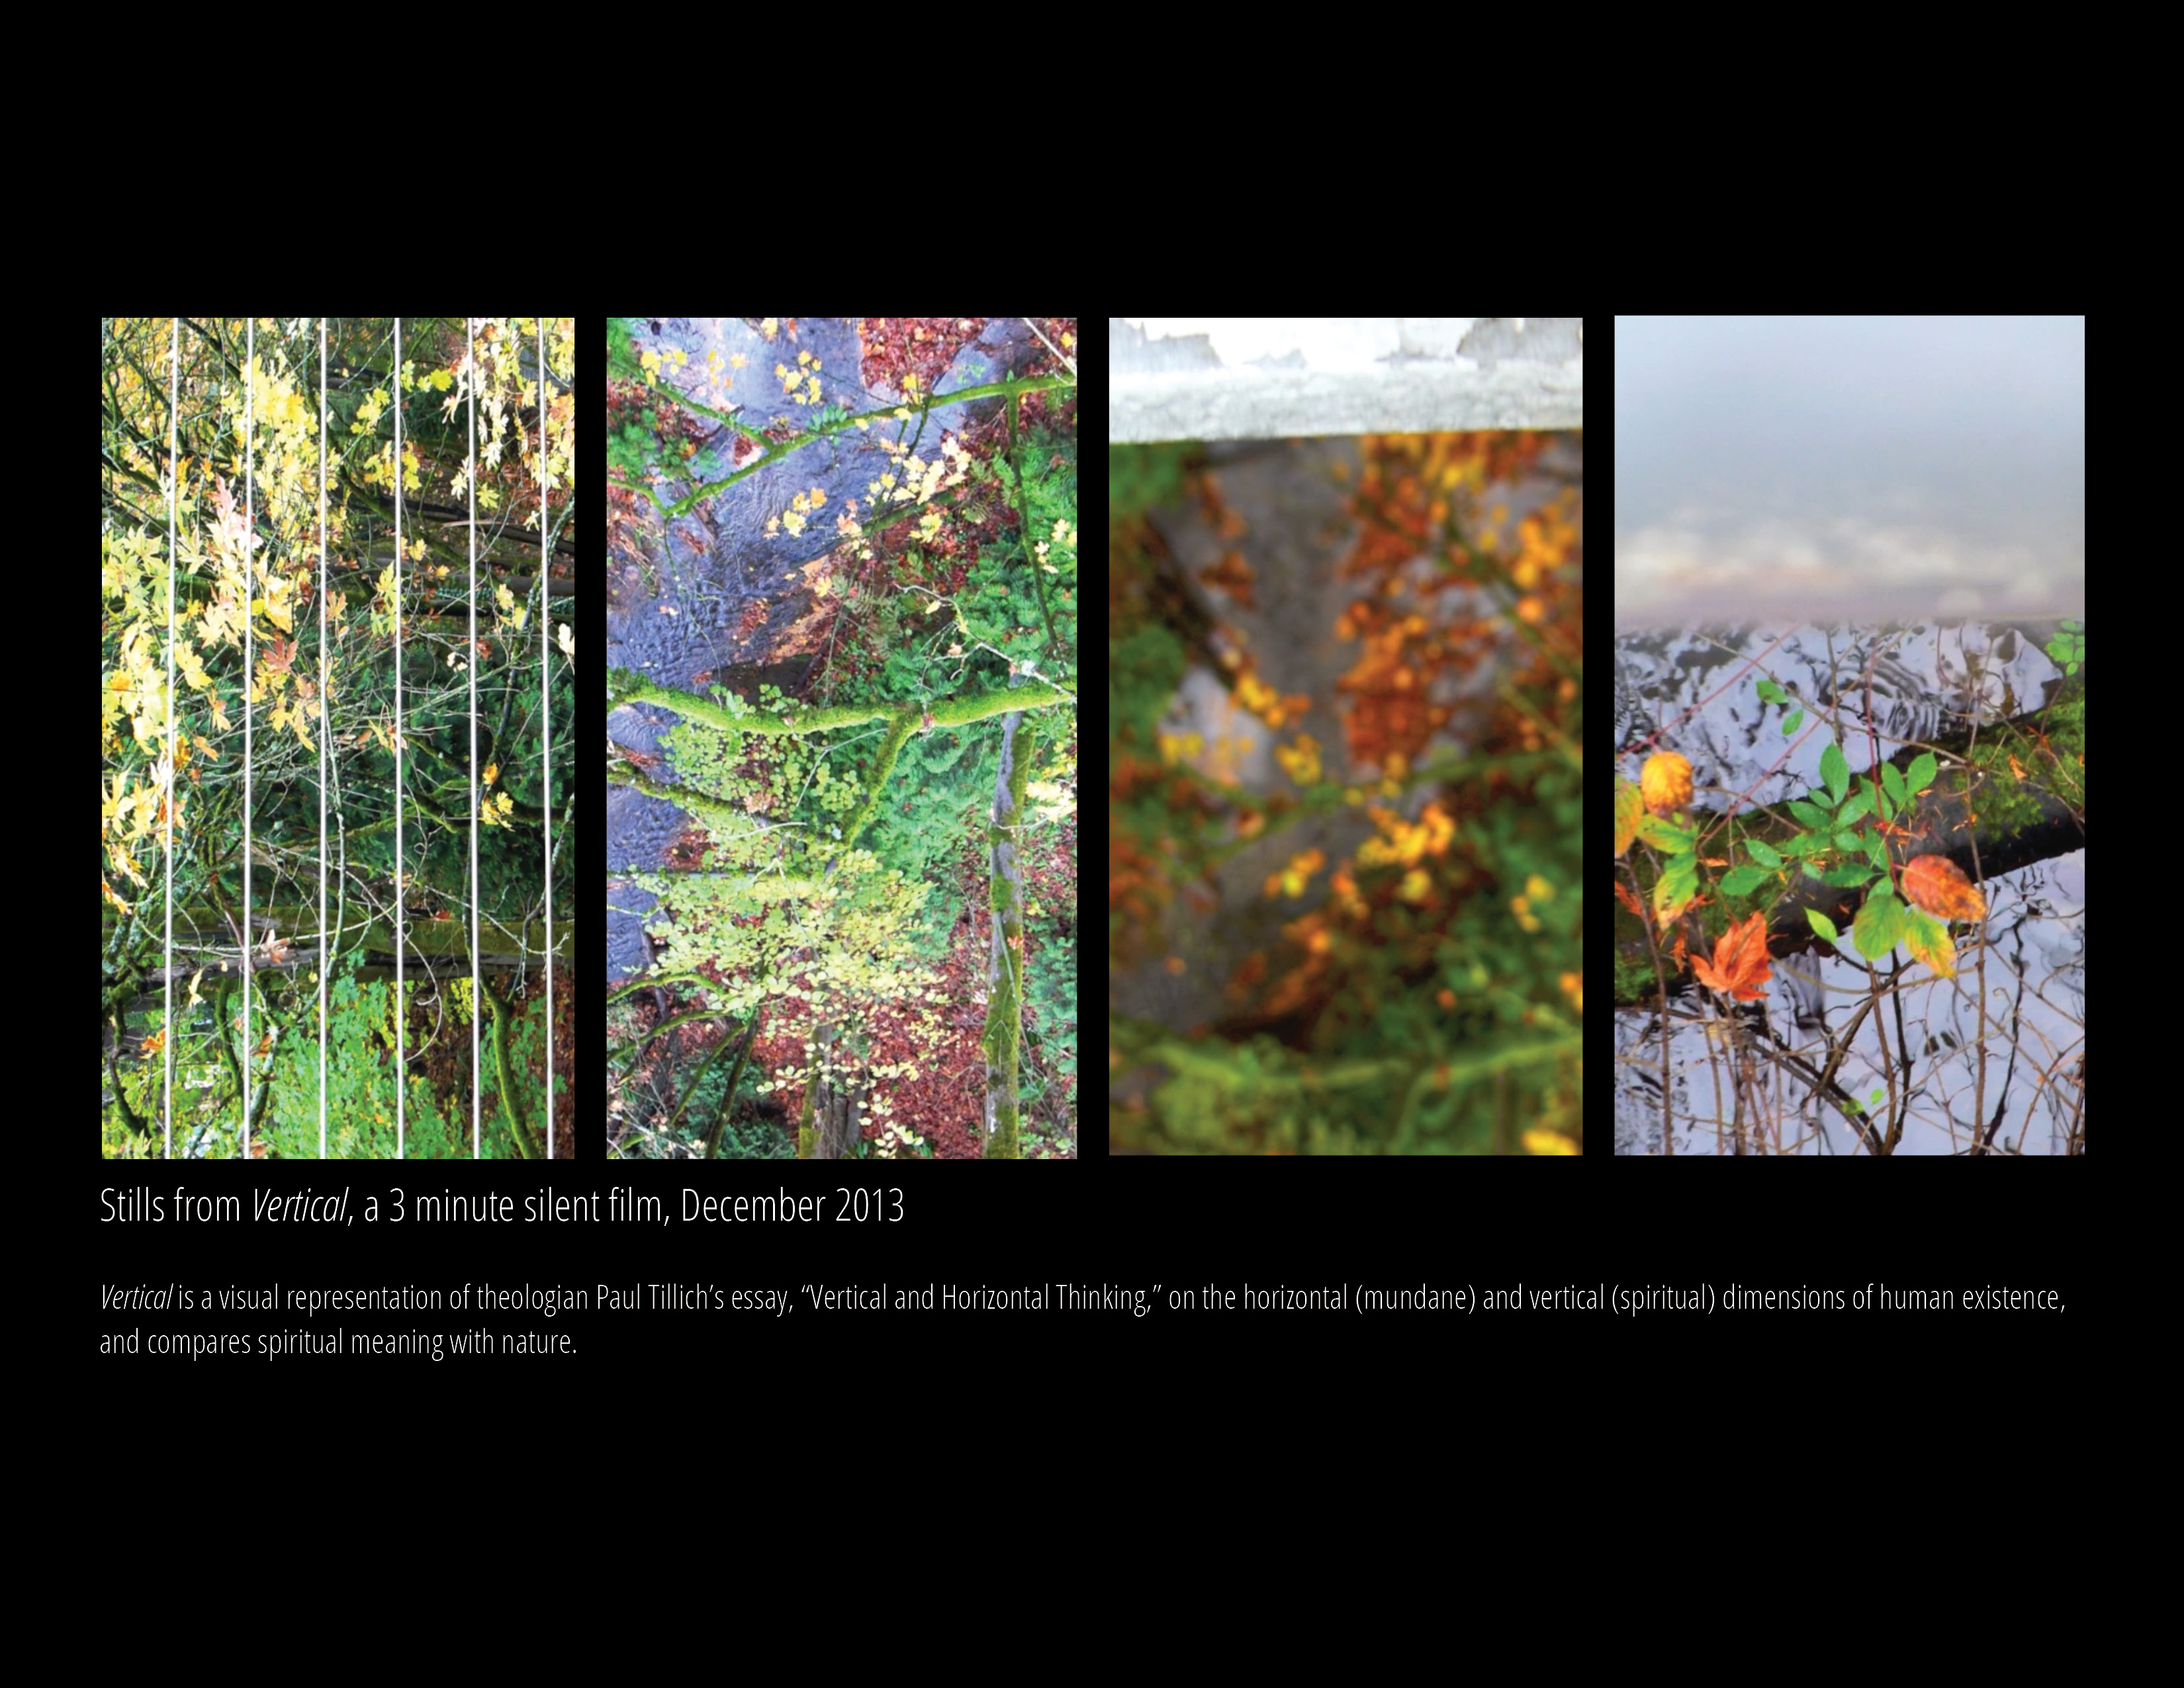 Stills from Vertical, a 3 minute silent film, December 2013
Vertical is a visual representation of theologian Paul Tillich’s essay, “Vertical and Horizontal Thinking,” on the horizontal (mundane) and vertical (spiritual) dimensions of human existence,
and compares spiritual meaning with nature.